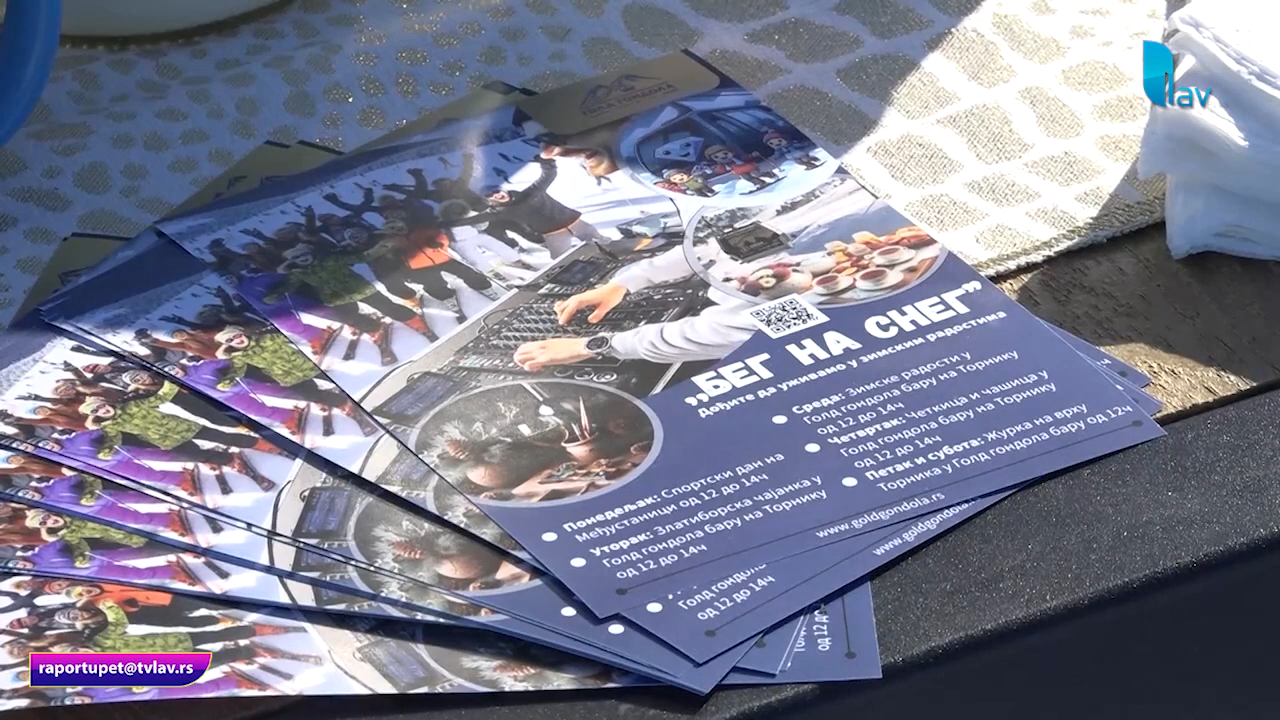 lav
ГОЛД ГОНДОЛА
„БЕГ НА СНЕГ”
Дођите да уживамо у зимским радостима
Понедељак: Спортски дан на
Међустаници од 12 до 14ч
Уторак: Златиборска чајанка у
Голд гондола бару на Торнику
од 12 до 14ч
Среда: Зимске радости у
Голд гондола бару на Торнику
од 12 до 14ч
Четвртак: Четкица и чашица у
Голд гондола бару на Торнику
од 12 до 14ч
Петак и субота: Журка на врху
Торника у Голд гондола бару од 12ч
www.goldgondola.rs
www.goldgondola
Голд гондола
од 12 до 14ч
од 12 д
raportupet@tvlav.rs